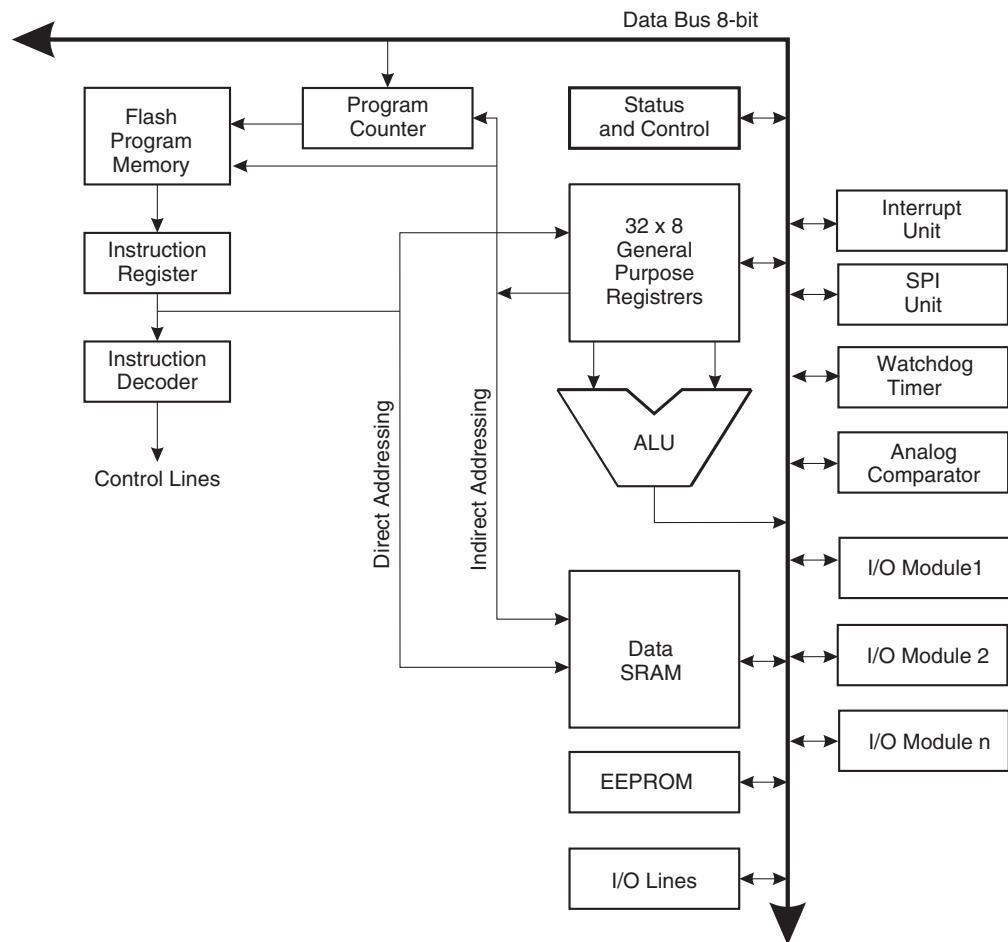 Data Bus 8-bit
Flash
Program
Memory
Program
Counter
Status
and Control
Instruction
Register
32 x 8
General
Purpose
Registrers
Interrupt
Unit
SPI
Unit
Instruction
Decoder
Watchdog
Timer
Direct Addressing
Indirect Addressing
ALU
Analog
Comparator
Control Lines
I/O Module1
Data
SRAM
I/O Module 2
I/O Module n
EEPROM
I/O Lines